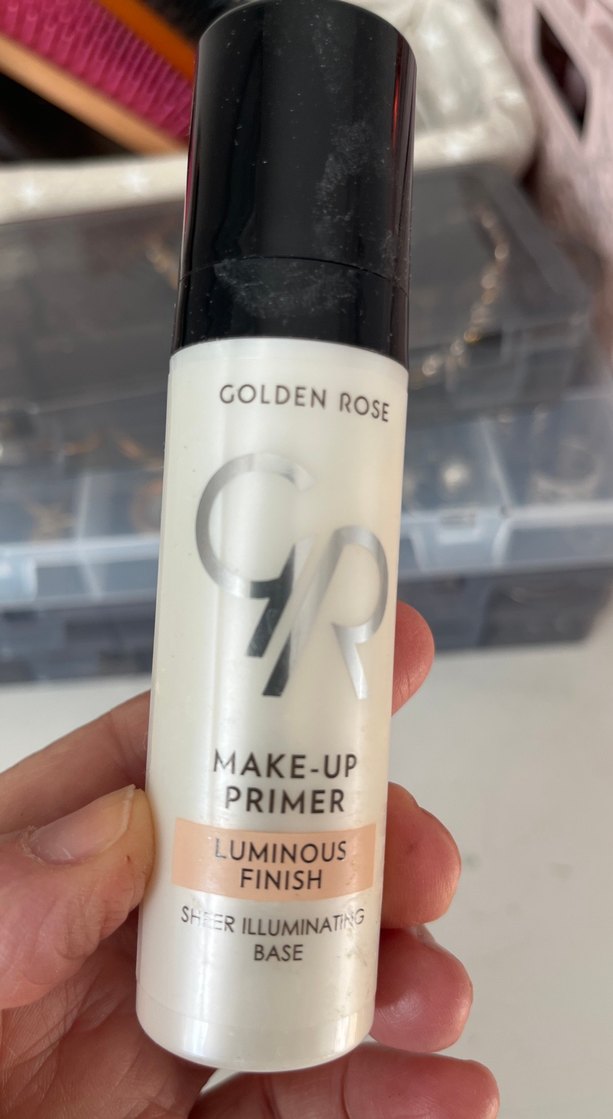 GOLDEN ROSE
GR
MAKE-UP
PRIMER
LUMINOUS
FINISH
SHEER ILLUMINATING
BASE